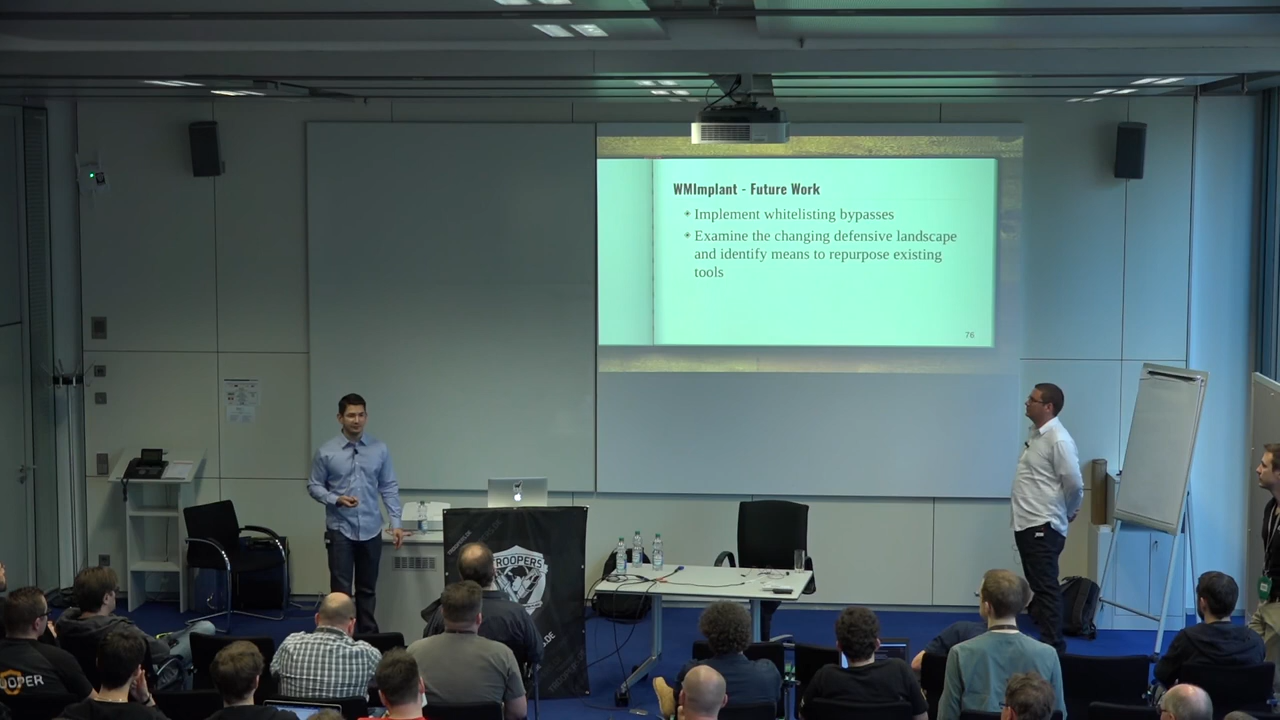 WMImplant - Future Work
* Implement whitelisting bypasses
* Examine the changing defensive landscape
and identify means to repurpose existing
tools
76
TROOPERS
OOPER